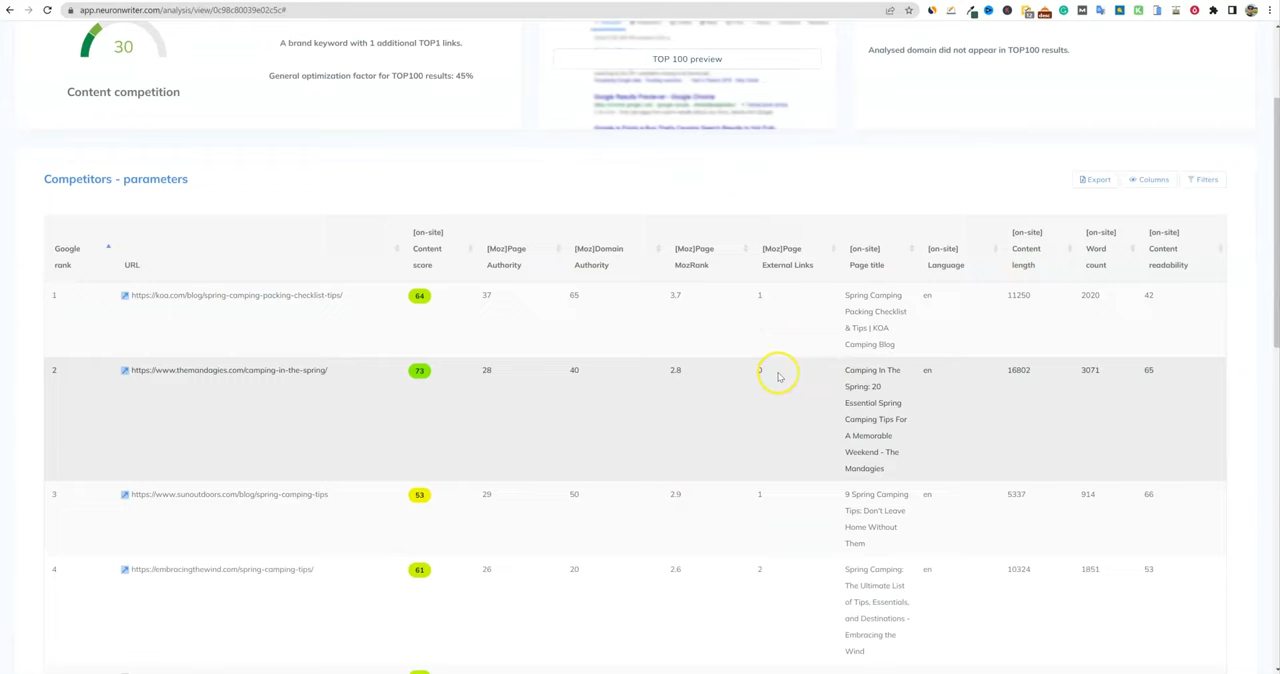 app.neuronwriter.com/analysis/view/0c98c80039e02c5c#
30
Content competition
A brand keyword with 1 additional TOP1 links.
General optimization factor for TOP100 results: 45%
TOP 100 preview
Analysed domain did not appear in TOP100 results.
Competitors - parameters
Export
Columns
Filters
Google
rank
URL
[on-site]
Content
score
[Moz]Page
Authority
[Moz]Domain
Authority
[Moz]Page
MozRank
[Moz]Page
External Links
[on-site]
Page title
[on-site]
Language
[on-site]
Content
length
[on-site]
Word
count
[on-site]
Content
readability
1 https://koa.com/blog/spring-camping-packing-checklist-tips/ 64 37 65 3.7 1 Spring Camping en 11250 2020 42
Packing Checklist
& Tips | KOA
Camping Blog
2 https://www.themandagies.com/camping-in-the-spring/ 73 28 40 2.8 0 Camping In The en 16802 3071 65
Spring: 20
Essential Spring
Camping Tips For
A Memorable
Weekend - The
Mandagies
3 https://www.sunoutdoors.com/blog/spring-camping-tips 53 29 50 2.9 1 9 Spring Camping en 5337 914 66
Tips: Don't Leave
Home Without
Them
4 https://embracingthewind.com/spring-camping-tips/ 61 26 20 2.6 2 Spring Camping: en 10324 1851 53
The Ultimate List
of Tips, Essentials,
and Destinations -
Embracing the
Wind